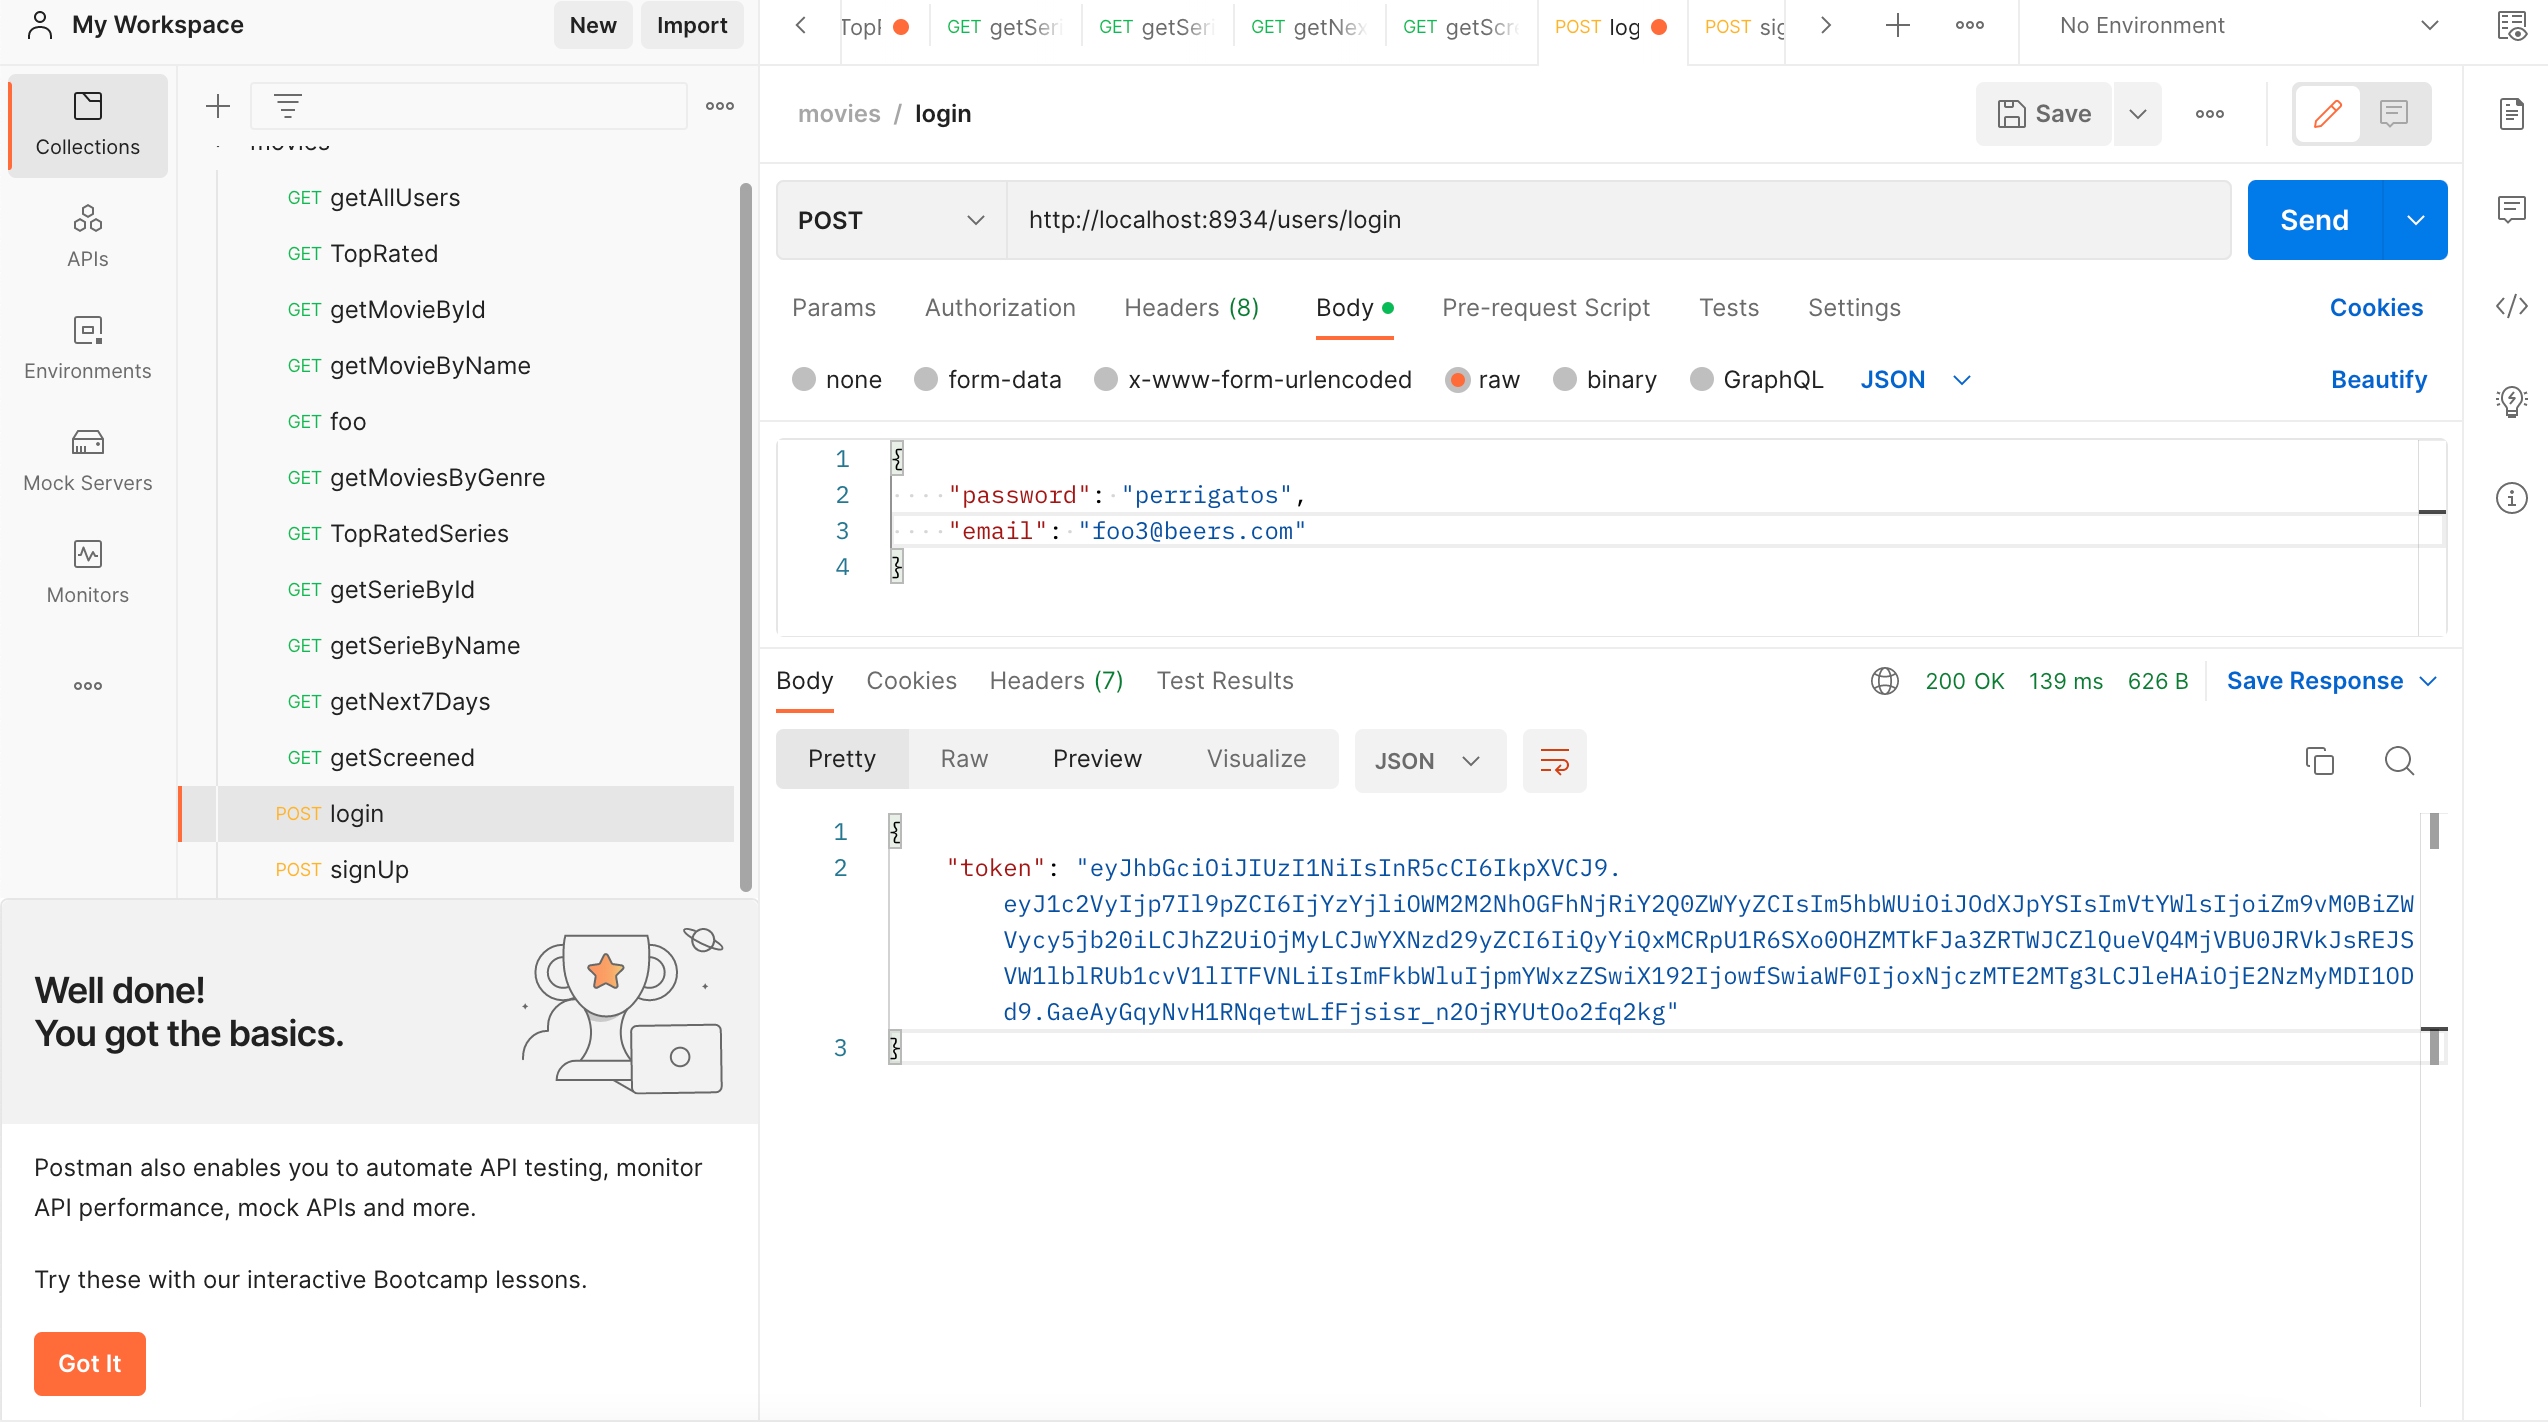 My Workspace
New
Import
GET getSeri
GET getSeri
GET getNex
GET getScre
POST log
POST sig
No Environment
Collections
APIs
Environments
Mock Servers
Monitors
movies
GET getAllUsers
GET TopRated
GET getMovieById
GET getMovieByName
GET foo
GET getMoviesByGenre
GET TopRatedSeries
GET getSerieById
GET getSerieByName
GET getNext7Days
GET getScreened
POST login
POST signUp
Well done!
You got the basics.
Postman also enables you to automate API testing, monitor
API performance, mock APIs and more.
Try these with our interactive Bootcamp lessons.
Got It
movies / login
Save
POST
http://localhost:8934/users/login
Send
Params Authorization Headers (8) Body Pre-request Script Tests Settings Cookies
none form-data x-www-form-urlencoded raw binary GraphQL JSON Beautify
1 {
2 "password": "perrigatos",
3 "email": "foo3@beers.com"
4 }
Body Cookies Headers (7) Test Results 200 OK 139 ms 626 B Save Response
Pretty Raw Preview Visualize JSON
1 {
2 "token": "eyJhbGciOiJIUzI1NiIsInR5cCI6IkpXVCJ9.
eyJ1c2VyIjp7Il9pZCI6IjYzYjliOWM2M2NhOGFhNjRiY2Q0ZWYyZCIsIm5hbWUiOiJOdXJpYSIsImVtYWlsIjoiZm9vM0BiZW
Vycy5jb20iLCJhZ2UiOjMyLCJwYXNzd29yZCI6IiQyYiQxMCRpU1R6SXo0OHZMTkFJa3ZRTWJCZlQueVQ4MjVBU0JRVkJsREJS
VW1lblRUb1cvV1lITFVNLiIsImFkbWluIjpmYWxzZSwiX192IjowfSwiaWF0IjoxNjczMTE2MTg3LCJleHAiOjE2NzMyMDI1OD
d9.GaeAyGqyNvH1RNqetwLfFjsisr_n2OjRYUtOo2fq2kg"
3 }